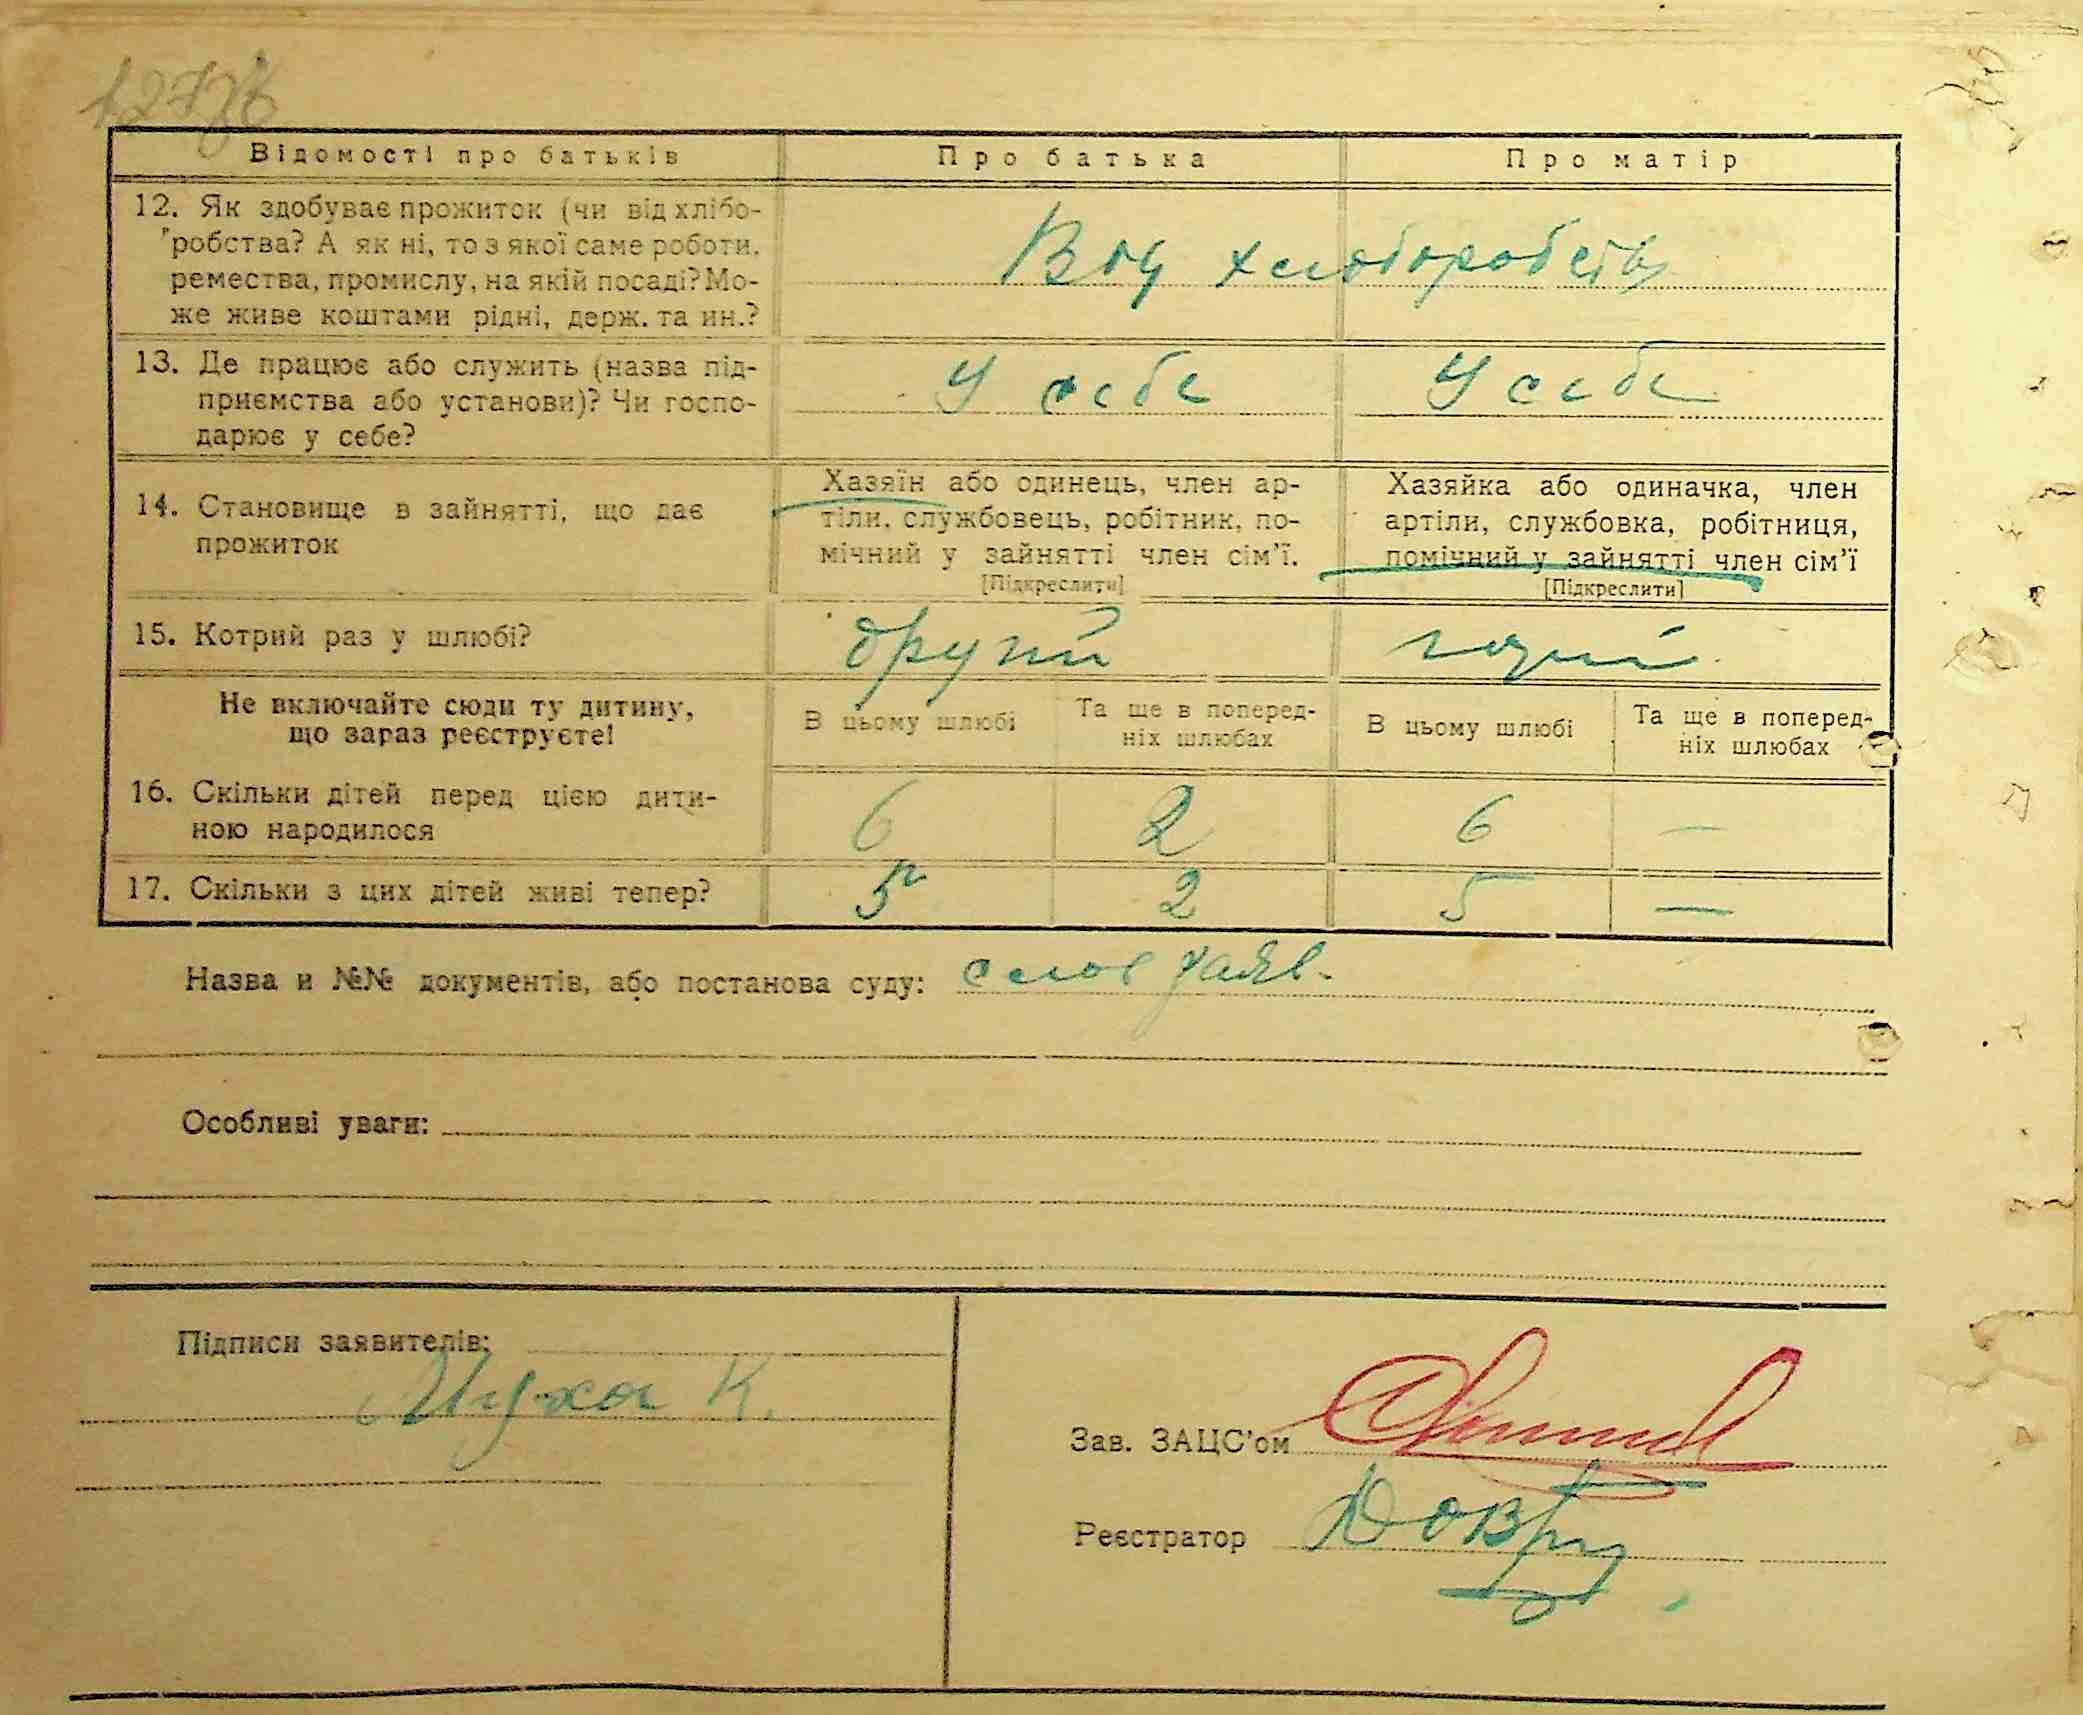 Відомості про батьків
Про батька
Про матір
12. Як здобуває прожиток (чи від хлібо-
робства? А як ні, то з якої саме роботи,
ремества, промислу, на якій посаді? Мо-
же живе коштами рідні, держ. та ин.?
Від хліборобства
13. Де працює або служить (назва під-
приємства або установи)? Чи госпо-
дарює у себе?
У себе
У себе
14. Становище в зайнятті, що дає
прожиток
Хазяїн або одинець, член ар-
тіли, службовець, робітник, по-
мічний у зайнятті член сім'ї.
[Підкреслити]
Хазяйка або одиначка, член
артіли, службовка, робітниця,
помічний у зайнятті член сім'ї
[Підкреслити]
15. Котрий раз у шлюбі?
другий
Не включайте сюди ту дитину,
що зараз реєструєте!
В цьому шлюбі
Та ще в поперед-
ніх шлюбах
В цьому шлюбі
Та ще в поперед-
ніх шлюбах
16. Скільки дітей перед цією дити-
ною народилося
6
2
6
—
17. Скільки з цих дітей живі тепер?
5
2
5
—
Назва и №№ документів, або постанова суду: слов заяв.
Особливі уваги:
Підписи заявителів:
Муха К.
Зав. ЗАЦС'ом
Реєстратор